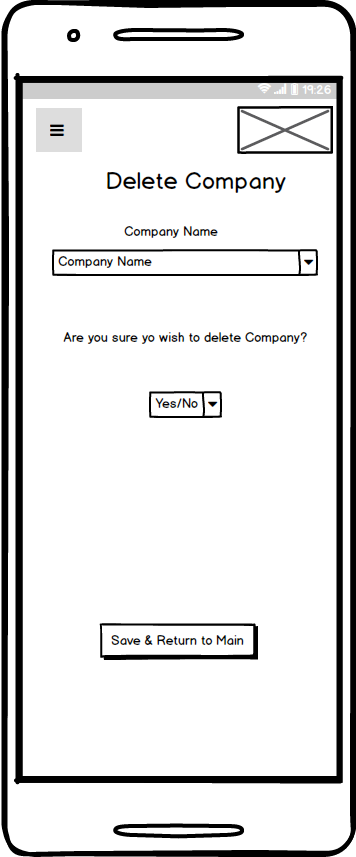 19:26
Delete Company
Company Name
Company Name
Are you sure yo wish to delete Company?
Yes/No
Save & Return to Main